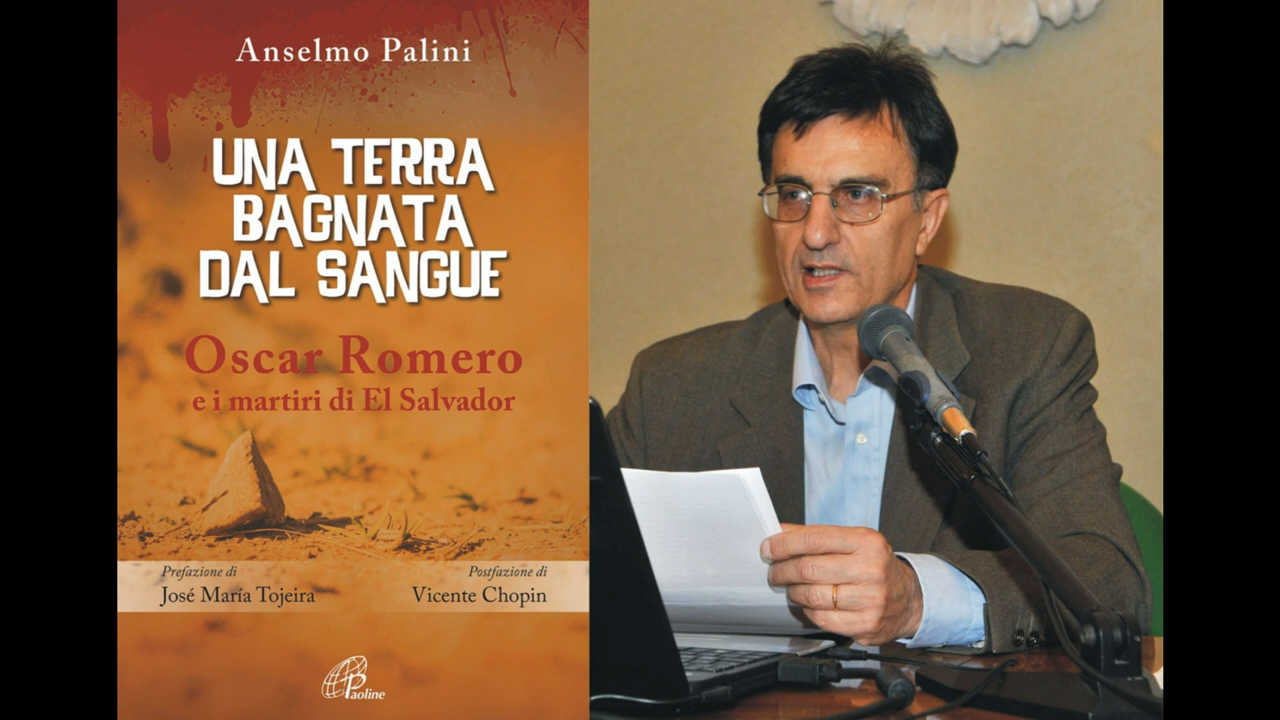 Anselmo Palini
UNA TERRA
BAGNATA
DAL SANGUE
Oscar Romero
e i martiri di El Salvador
Prefazione di
José María Tojeira
Postfazione di
Vicente Chopin
Paoline